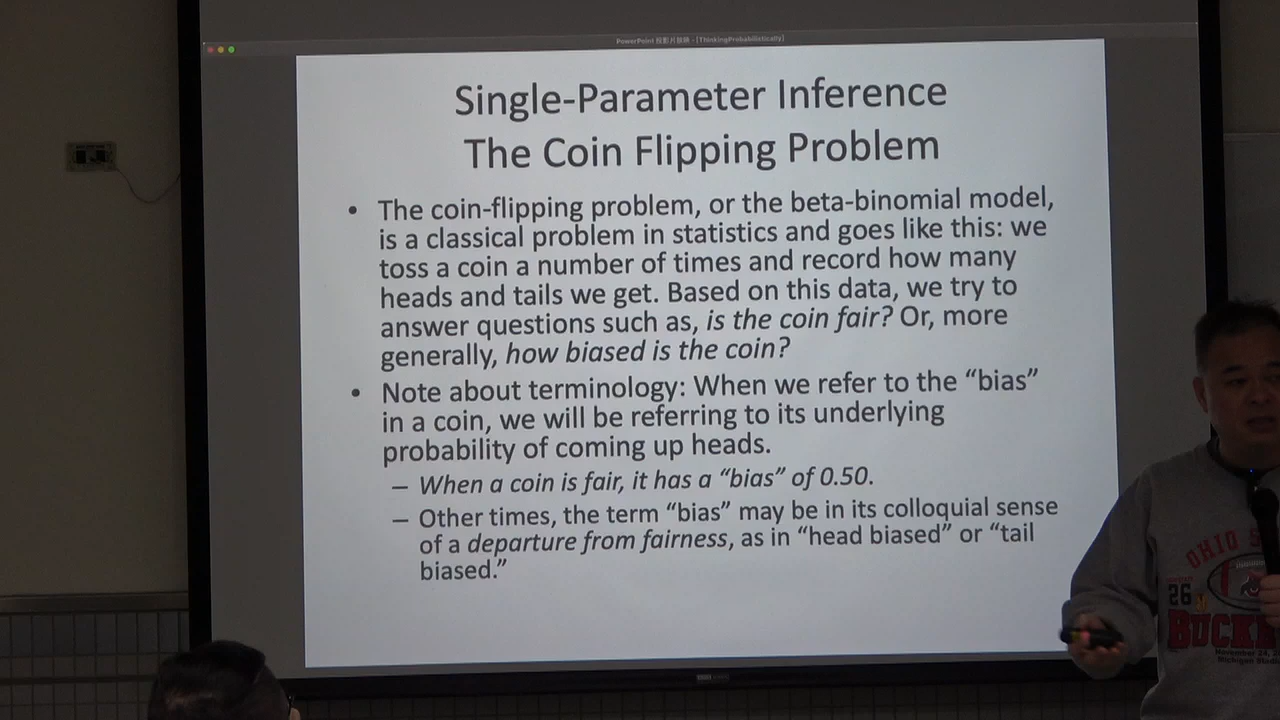 PowerPoint 投影片放映 - [ThinkingProbabilistically]
Single-Parameter Inference
The Coin Flipping Problem
• The coin-flipping problem, or the beta-binomial model,
is a classical problem in statistics and goes like this: we
toss a coin a number of times and record how many
heads and tails we get. Based on this data, we try to
answer questions such as, is the coin fair? Or, more
generally, how biased is the coin?
• Note about terminology: When we refer to the “bias”
in a coin, we will be referring to its underlying
probability of coming up heads.
– When a coin is fair, it has a “bias” of 0.50.
– Other times, the term “bias” may be in its colloquial sense
of a departure from fairness, as in “head biased” or “tail
biased.”
OHIO S
26
BUCK
November 24,
Michigan